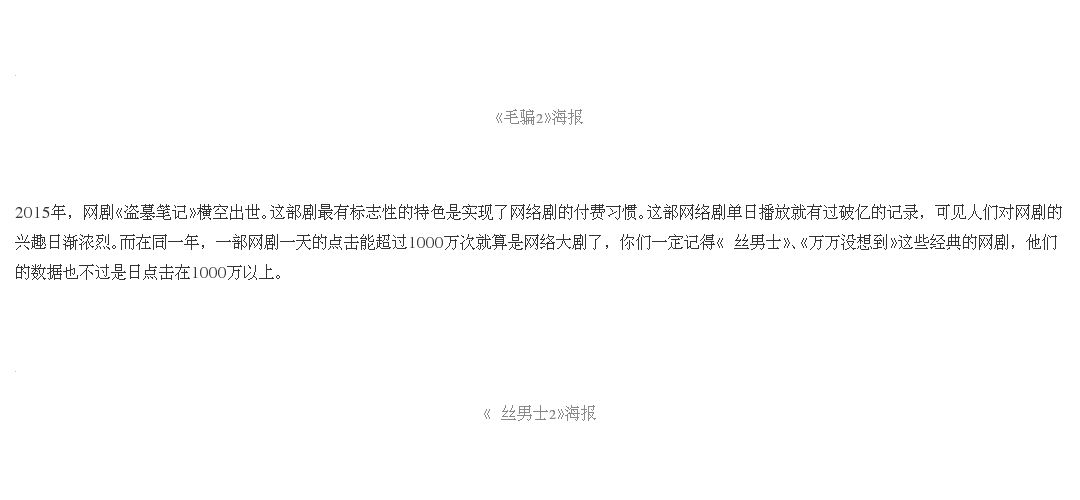 《毛骗2》海报
2015年，网剧《盗墓笔记》横空出世。这部剧最有标志性的特色是实现了网络剧的付费习惯。这部网络剧单日播放就有过破亿的记录，可见人们对网剧的
兴趣日渐浓烈。而在同一年，一部网剧一天的点击能超过1000万次就算是网络大剧了，你们一定记得《 丝男士》、《万万没想到》这些经典的网剧，他们
的数据也不过是日点击在1000万以上。
《 丝男士2》海报